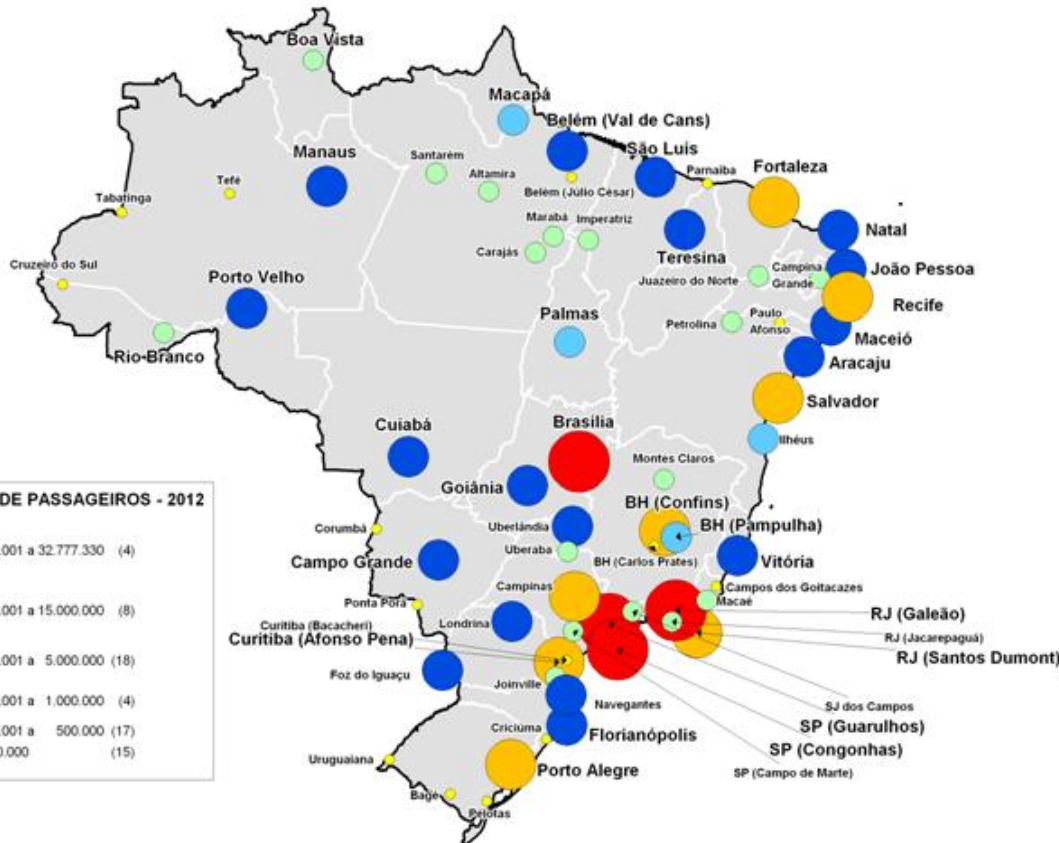 Boa Vista
Macapá
Belém (Val de Cans)
São Luís
Manaus
Santarém
Altamira
Tefé
Tabatinga
Belém (Júlio César)
Parnaíba
Fortaleza
Marabá
Imperatriz
Carajás
Teresina
Natal
Cruzeiro do Sul
Porto Velho
Juazeiro do Norte
Campina
Grande
João Pessoa
Recife
Palmas
Petrolina
Paulo
Afonso
Maceió
Rio Branco
Aracaju
Salvador
Cuiabá
Brasília
Ilhéus
Montes Claros
Goiânia
DE PASSAGEIROS - 2012
.001 a 32.777.330 (4)
.001 a 15.000.000 (8)
.001 a 5.000.000 (18)
.001 a 1.000.000 (4)
.001 a 500.000 (17)
0.000 (15)
BH (Confins)
BH (Pampulha)
Corumbá
Uberlândia
Uberaba
BH (Carlos Prates)
Vitória
Campo Grande
Campinas
Campos dos Goitacazes
Macaé
Ponta Porã
RJ (Galeão)
Curitiba (Bacacheri)
Londrina
RJ (Jacarepaguá)
Curitiba (Afonso Pena)
RJ (Santos Dumont)
Foz do Iguaçu
Joinville
Navegantes
SJ dos Campos
SP (Guarulhos)
Criciúma
Florianópolis
SP (Congonhas)
Uruguaiana
Porto Alegre
SP (Campo de Marte)
Bagé
Pelotas